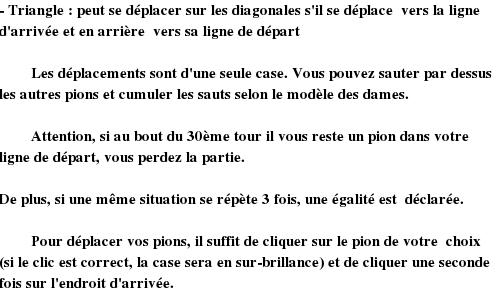 - Triangle : peut se déplacer sur les diagonales s'il se déplace  vers la ligne
d'arrivée et en arrière  vers sa ligne de départ
Les déplacements sont d'une seule case. Vous pouvez sauter par dessus
les autres pions et cumuler les sauts selon le modèle des dames.
Attention, si au bout du 30ème tour il vous reste un pion dans votre
ligne de départ, vous perdez la partie.
De plus, si une même situation se répète 3 fois, une égalité est  déclarée.
Pour déplacer vos pions, il suffit de cliquer sur le pion de votre  choix
(si le clic est correct, la case sera en sur-brillance) et de cliquer une seconde
fois sur l'endroit d'arrivée.